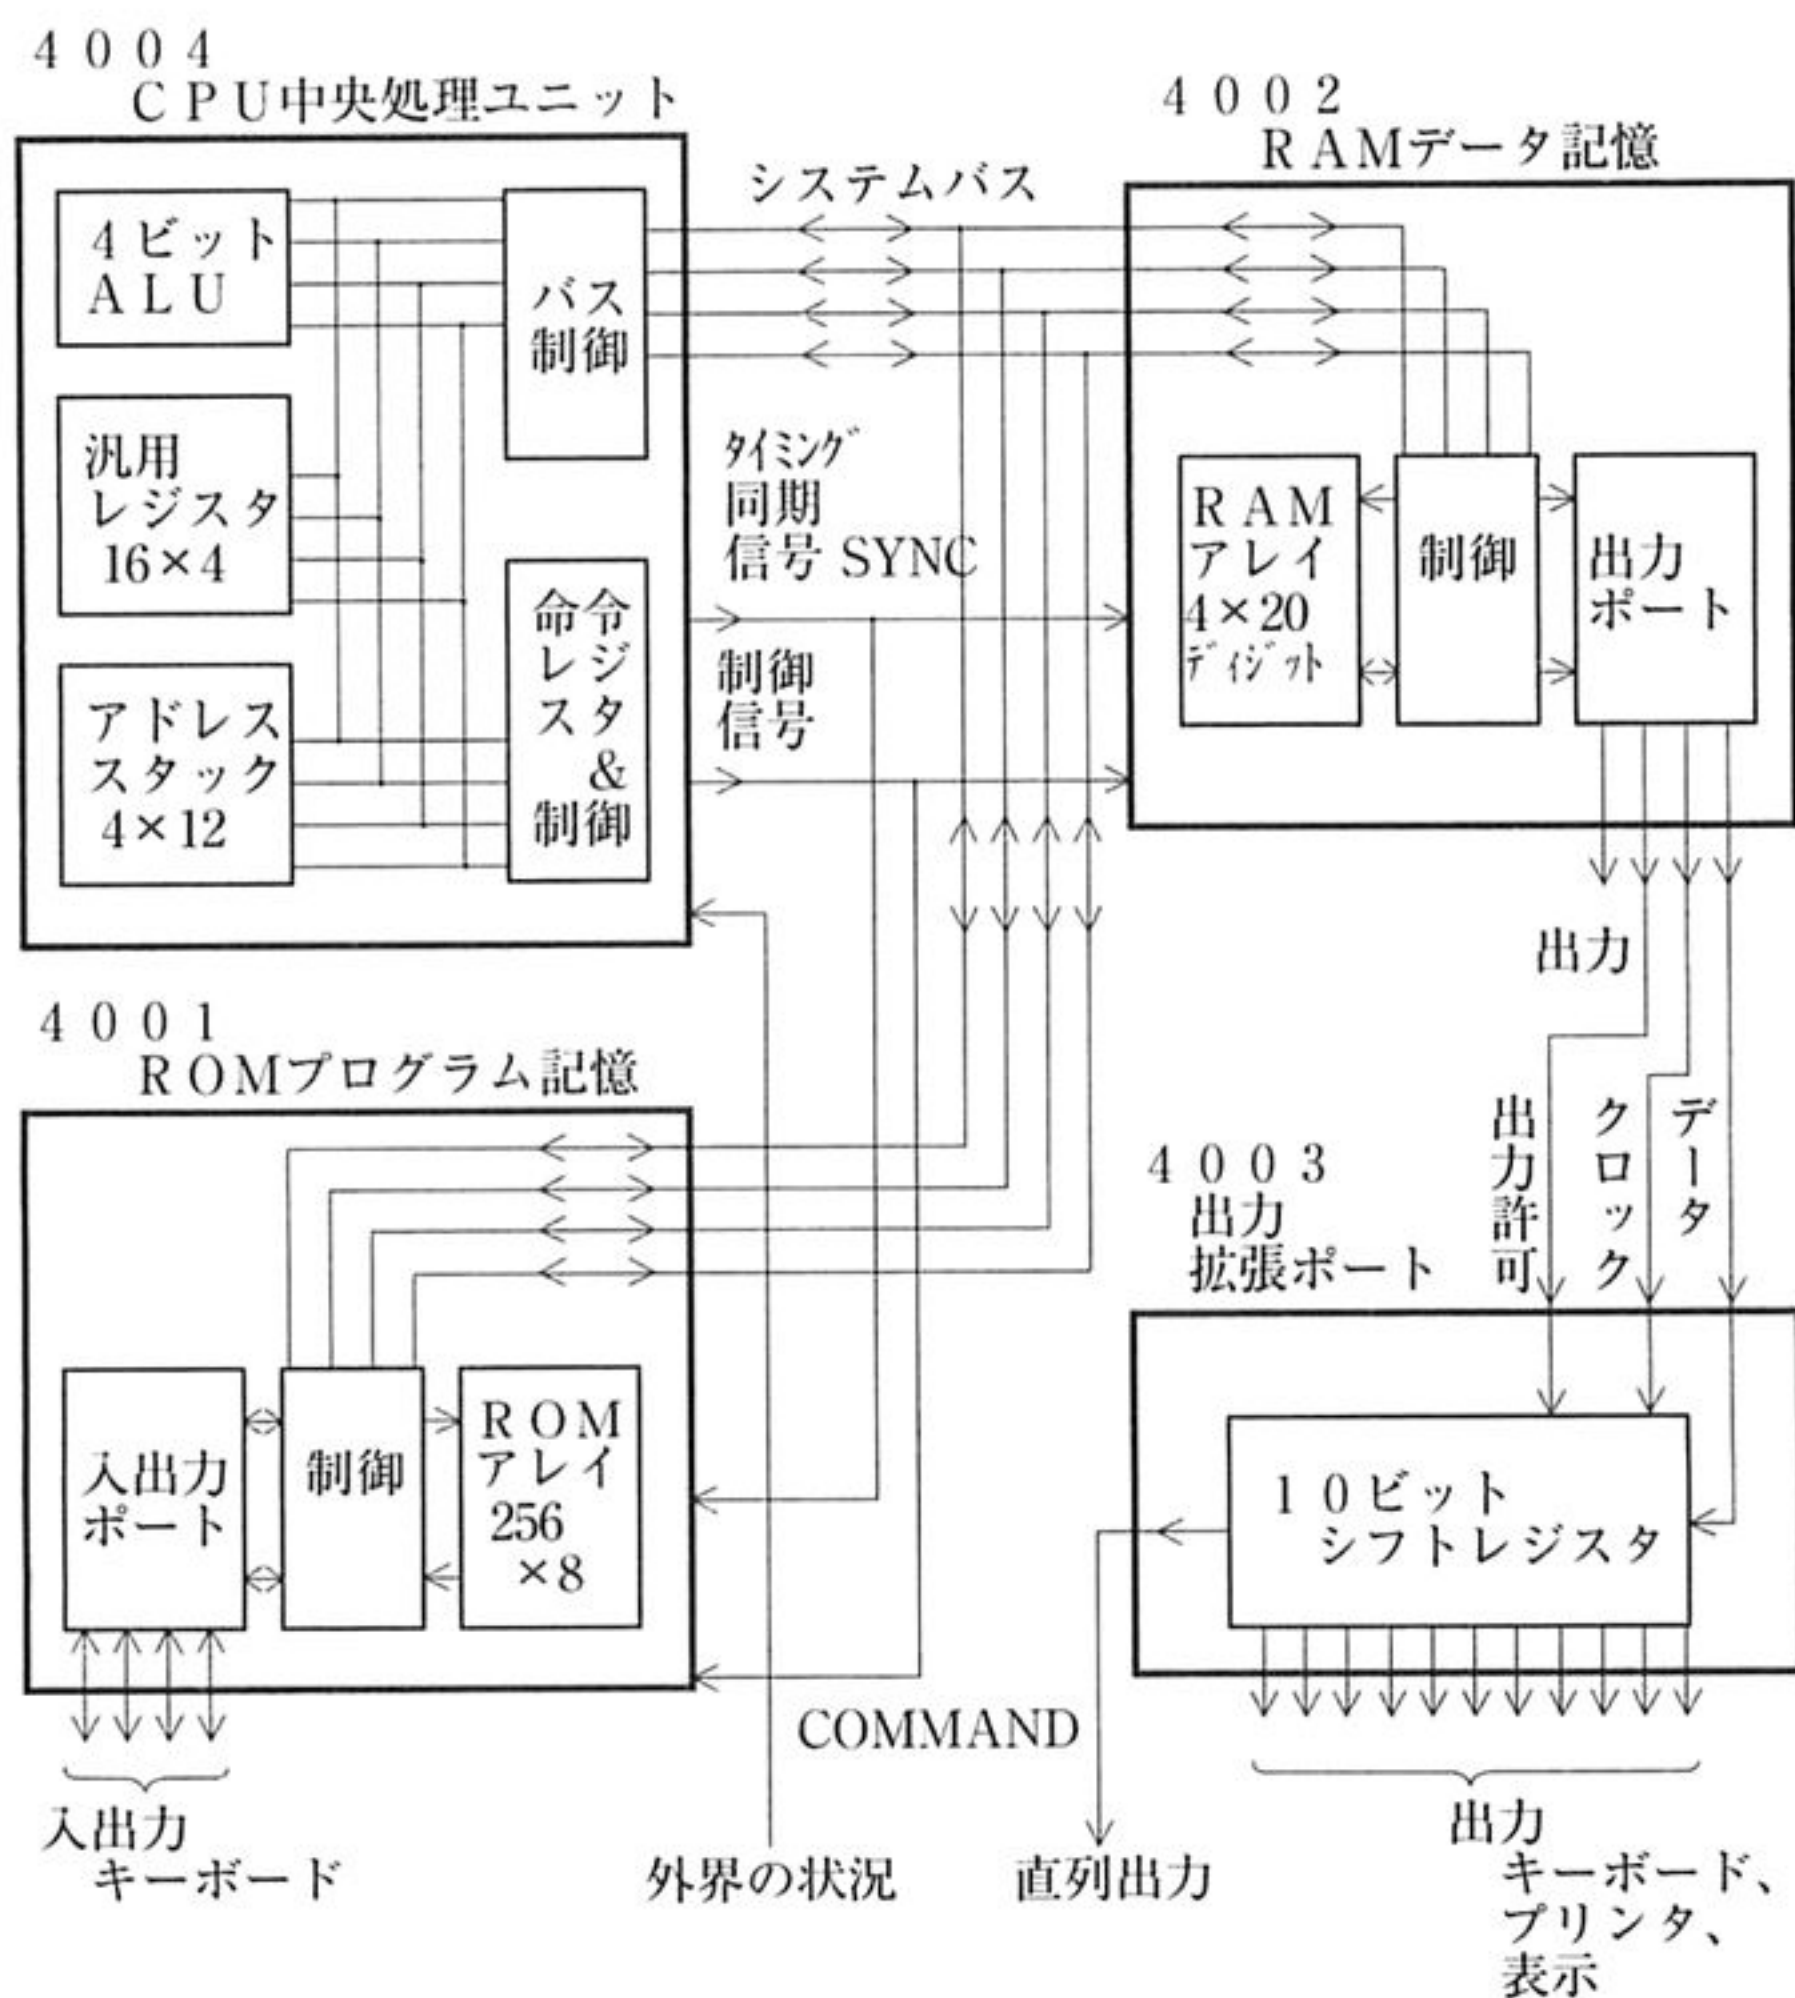 4004
CPU中央処理ユニット
4ビット
ALU
バス
制御
汎用
レジスタ
16×4
命令
レジ
スタ
&
制御
アドレス
スタック
4×12
システムバス
タイミング
同期
信号 SYNC
制御
信号
4002
RAMデータ記憶
RAM
アレイ
4×20
ディジット
制御
出力
ポート
出力
4001
ROMプログラム記憶
入出力
ポート
制御
ROM
アレイ
256
×8
入出力
キーボード
COMMAND
外界の状況
4003
出力
拡張ポート
出力許可
クロック
データ
10ビット
シフトレジスタ
直列出力
出力
キーボード、
プリンタ、
表示